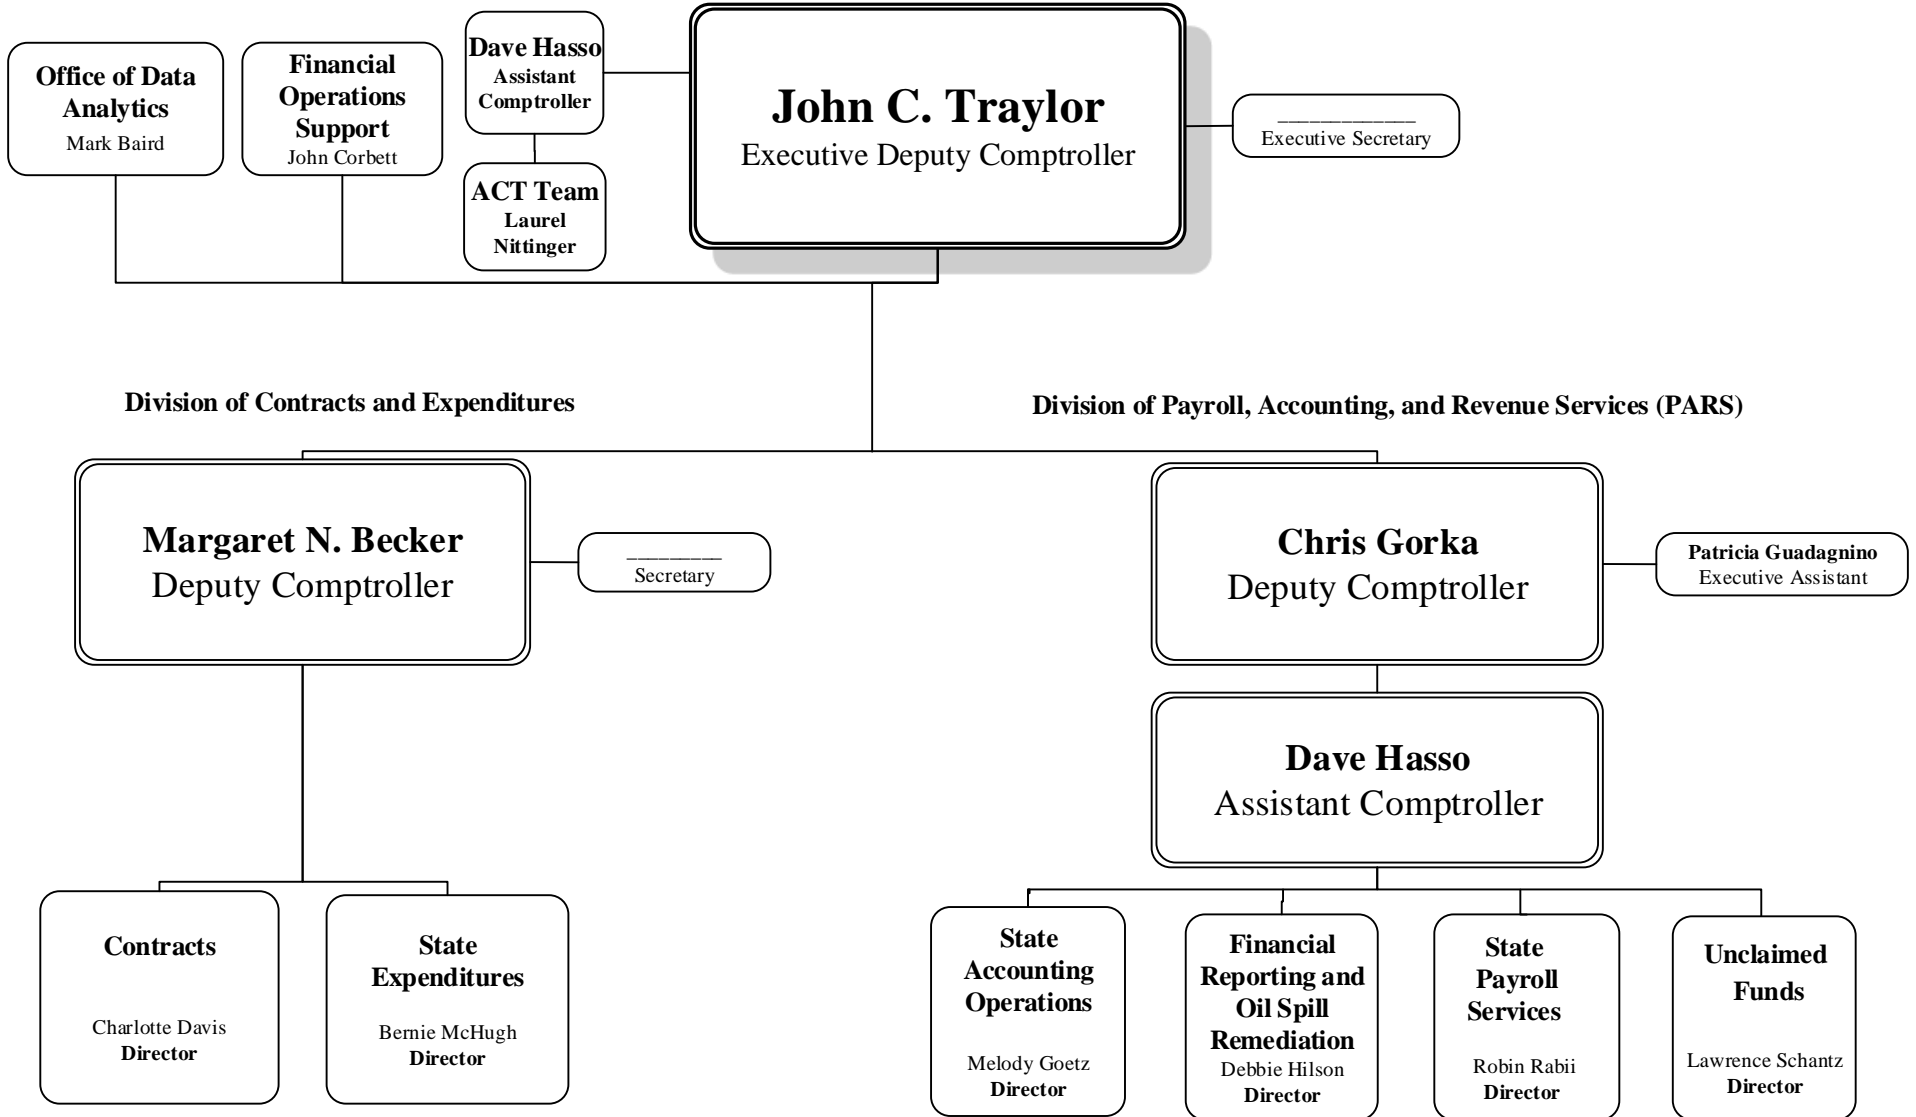 Office of Data
Analytics
Mark Baird
Financial
Operations
Support
John Corbett
Dave Hasso
Assistant
Comptroller
ACT Team
Laurel
Nittinger
John C. Traylor
Executive Deputy Comptroller
_____________
Executive Secretary
Division of Contracts and Expenditures
Division of Payroll, Accounting, and Revenue Services (PARS)
Margaret N. Becker
Deputy Comptroller
_________
Secretary
Chris Gorka
Deputy Comptroller
Patricia Guadagnino
Executive Assistant
Dave Hasso
Assistant Comptroller
Contracts
Charlotte Davis
Director
State
Expenditures
Bernie McHugh
Director
State
Accounting
Operations
Melody Goetz
Director
Financial
Reporting and
Oil Spill
Remediation
Debbie Hilson
Director
State
Payroll
Services
Robin Rabii
Director
Unclaimed
Funds
Lawrence Schantz
Director